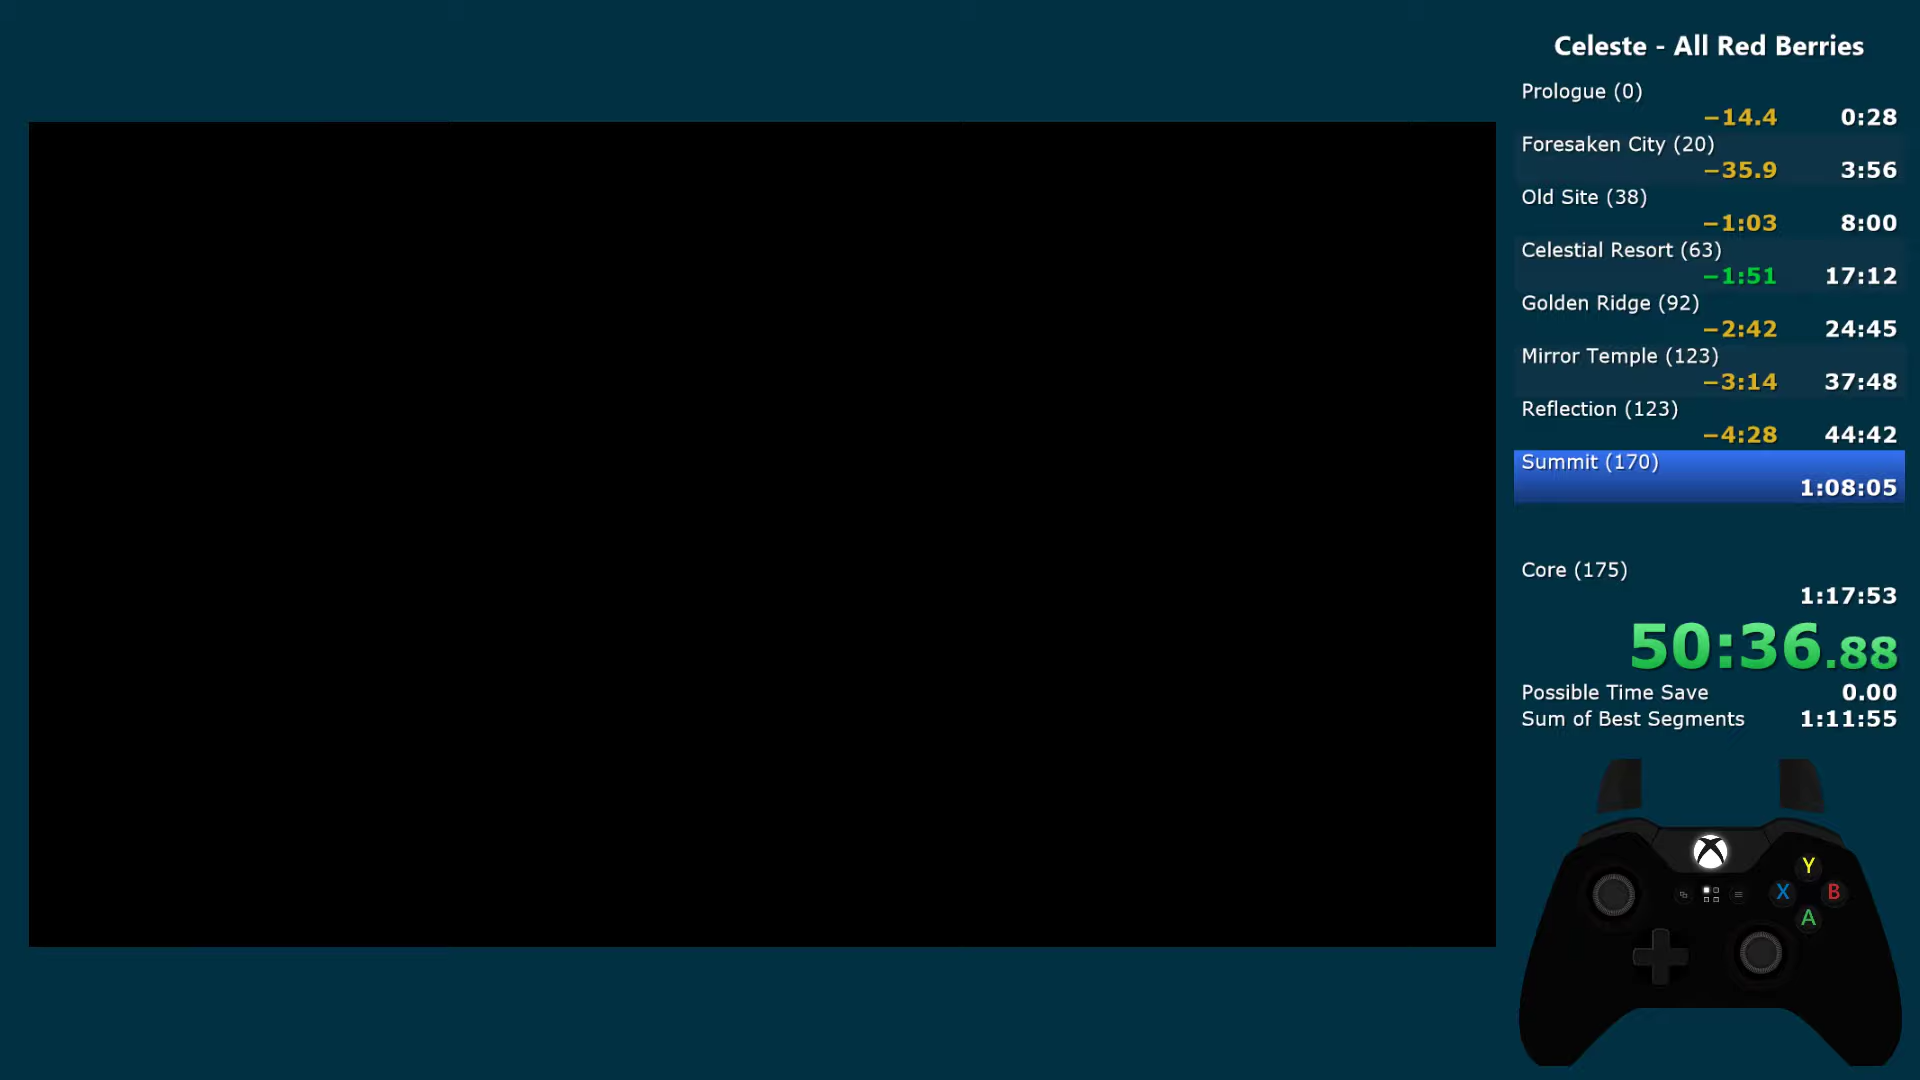 Celeste - All Red Berries
Prologue (0)
−14.4 0:28
Foresaken City (20)
−35.9 3:56
Old Site (38)
−1:03 8:00
Celestial Resort (63)
−1:51 17:12
Golden Ridge (92)
−2:42 24:45
Mirror Temple (123)
−3:14 37:48
Reflection (123)
−4:28 44:42
Summit (170)
1:08:05
Core (175)
1:17:53
50:36.88
Possible Time Save 0.00
Sum of Best Segments 1:11:55
Y
X B
A